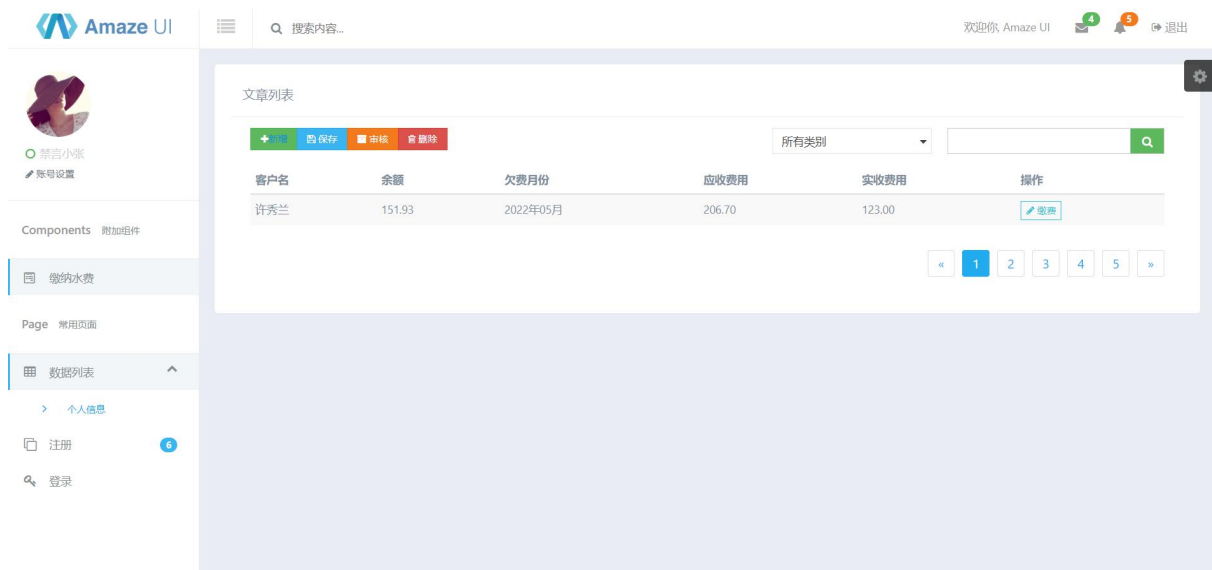 Amaze UI
搜索内容...
欢迎你, Amaze UI
4
5
退出
禁言小张
账号设置
Components 附加组件
缴纳水费
Page 常用页面
数据列表
个人信息
注册 6
登录
文章列表
新增 保存 审核 删除
所有类别
客户名 余额 欠费月份 应收费用 实收费用 操作
许秀兰 151.93 2022年05月 206.70 123.00 缴费
« 1 2 3 4 5 »